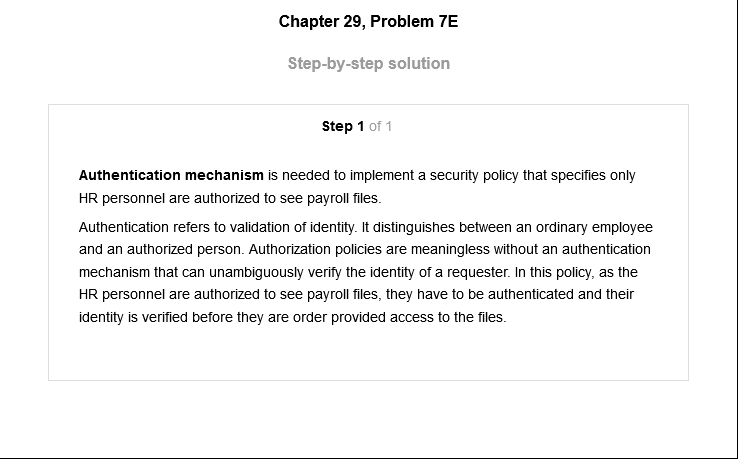 Chapter 29, Problem 7E
Step-by-step solution
Step 1 of 1
Authentication mechanism is needed to implement a security policy that specifies only
HR personnel are authorized to see payroll files.
Authentication refers to validation of identity. It distinguishes between an ordinary employee
and an authorized person. Authorization policies are meaningless without an authentication
mechanism that can unambiguously verify the identity of a requester. In this policy, as the
HR personnel are authorized to see payroll files, they have to be authenticated and their
identity is verified before they are order provided access to the files.